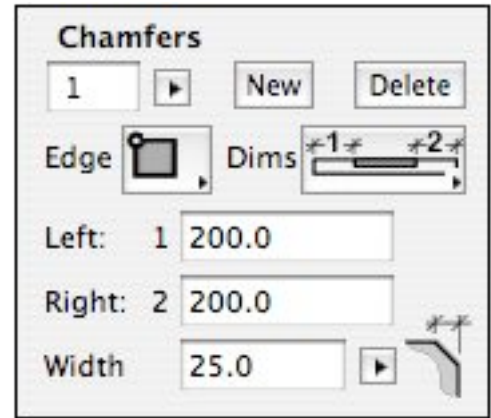 Chamfers
1 New Delete
Edge Dims 1 2
Left: 1 200.0
Right: 2 200.0
Width 25.0